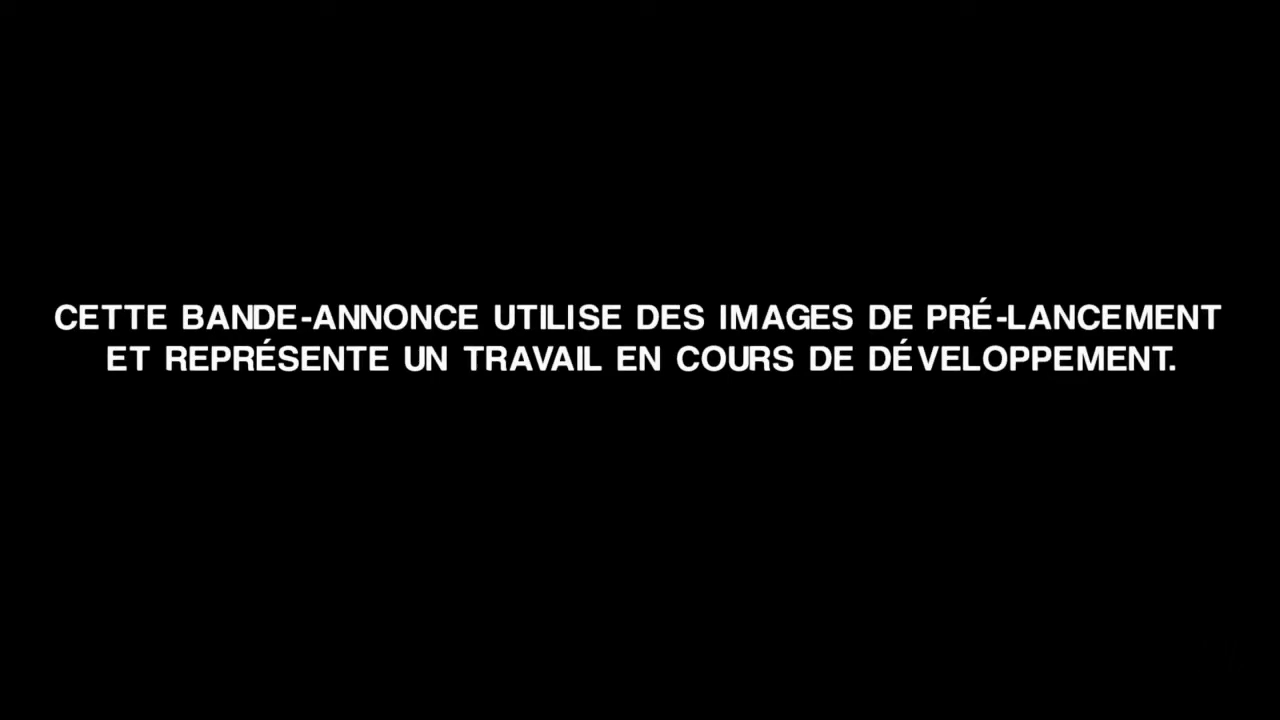 CETTE BANDE-ANNONCE UTILISE DES IMAGES DE PRÉ-LANCEMENT
ET REPRÉSENTE UN TRAVAIL EN COURS DE DÉVELOPPEMENT.